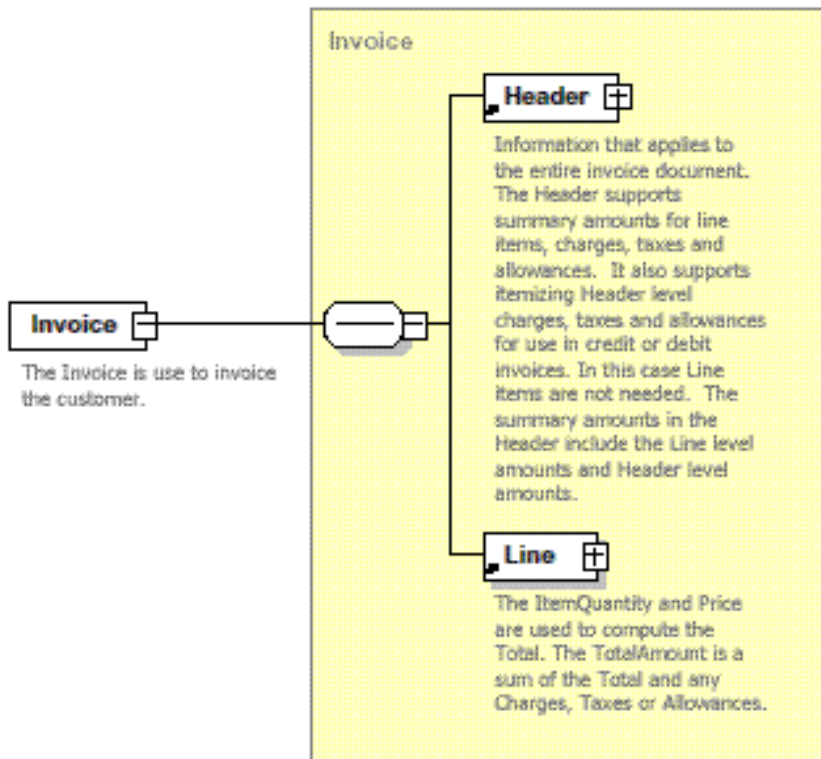 Invoice
Header
Information that applies to
the entire invoice document.
The Header supports
summary amounts for line
items, charges, taxes and
allowances.  It also supports
itemizing Header level
charges, taxes and allowances
for use in credit or debit
invoices. In this case Line
items are not needed.  The
summary amounts in the
Header include the Line level
amounts and Header level
amounts.
Invoice
The Invoice is use to invoice
the customer.
Line
The ItemQuantity and Price
are used to compute the
Total. The TotalAmount is a
sum of the Total and any
Charges, Taxes or Allowances.